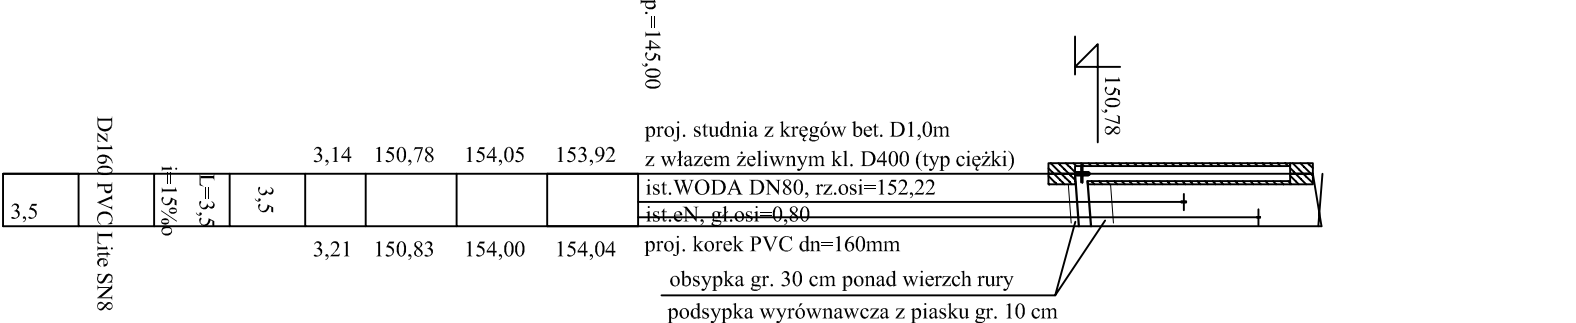 p.=145,00
150,78
proj. studnia z kręgów bet. D1,0m
z włazem żeliwnym kl. D400 (typ ciężki)
ist.WODA DN80, rz.osi=152,22
ist.eN, gł.osi=0,80
proj. korek PVC dn=160mm
obsypka gr. 30 cm ponad wierzch rury
podsypka wyrównawcza z piasku gr. 10 cm
3,14 150,78 154,05 153,92
3,21 150,83 154,00 154,04
3,5
Dz160 PVC Lite SN8
i=15%o
L=3,5
3,5